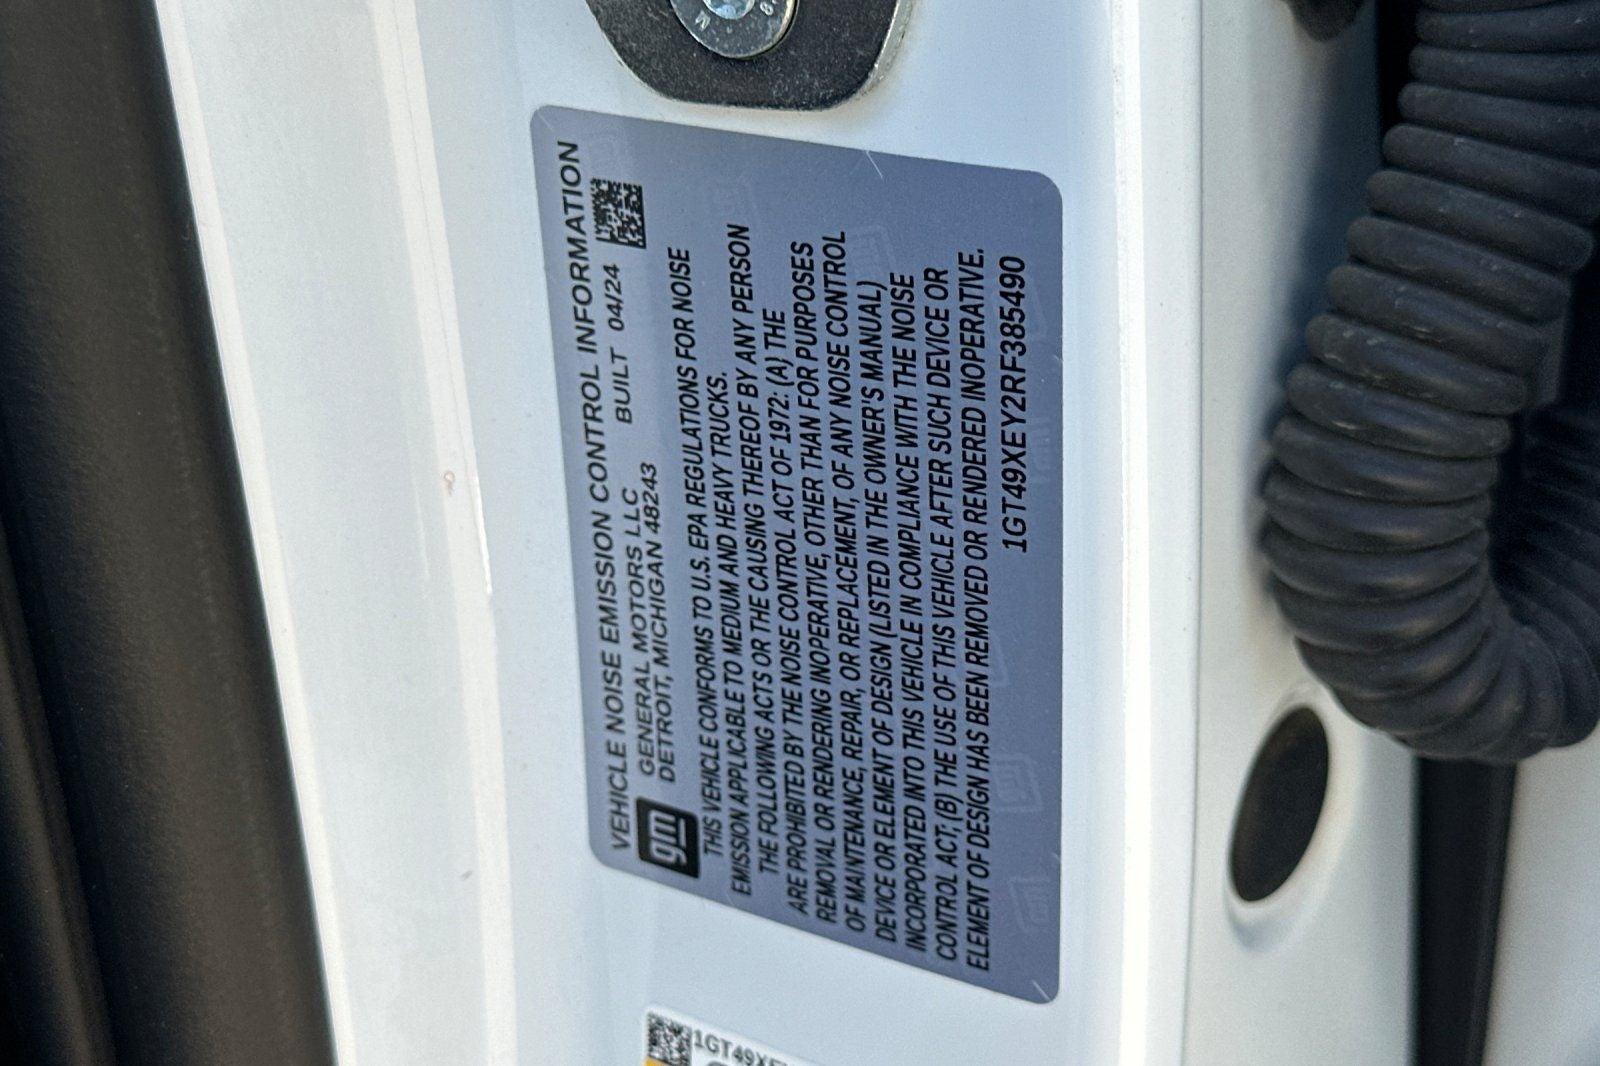 VEHICLE NOISE EMISSION CONTROL INFORMATION
gm
GENERAL MOTORS LLC BUILT 04/24
DETROIT, MICHIGAN 48243
THIS VEHICLE CONFORMS TO U.S. EPA REGULATIONS FOR NOISE
EMISSION APPLICABLE TO MEDIUM AND HEAVY TRUCKS.
THE FOLLOWING ACTS OR THE CAUSING THEREOF BY ANY PERSON
ARE PROHIBITED BY THE NOISE CONTROL ACT OF 1972: (A) THE
REMOVAL OR RENDERING INOPERATIVE, OTHER THAN FOR PURPOSES
OF MAINTENANCE, REPAIR, OR REPLACEMENT, OF ANY NOISE CONTROL
DEVICE OR ELEMENT OF DESIGN (LISTED IN THE OWNER'S MANUAL)
INCORPORATED INTO THIS VEHICLE IN COMPLIANCE WITH THE NOISE
CONTROL ACT, (B) THE USE OF THIS VEHICLE AFTER SUCH DEVICE OR
ELEMENT OF DESIGN HAS BEEN REMOVED OR RENDERED INOPERATIVE.
1GT49XEY2RF385490